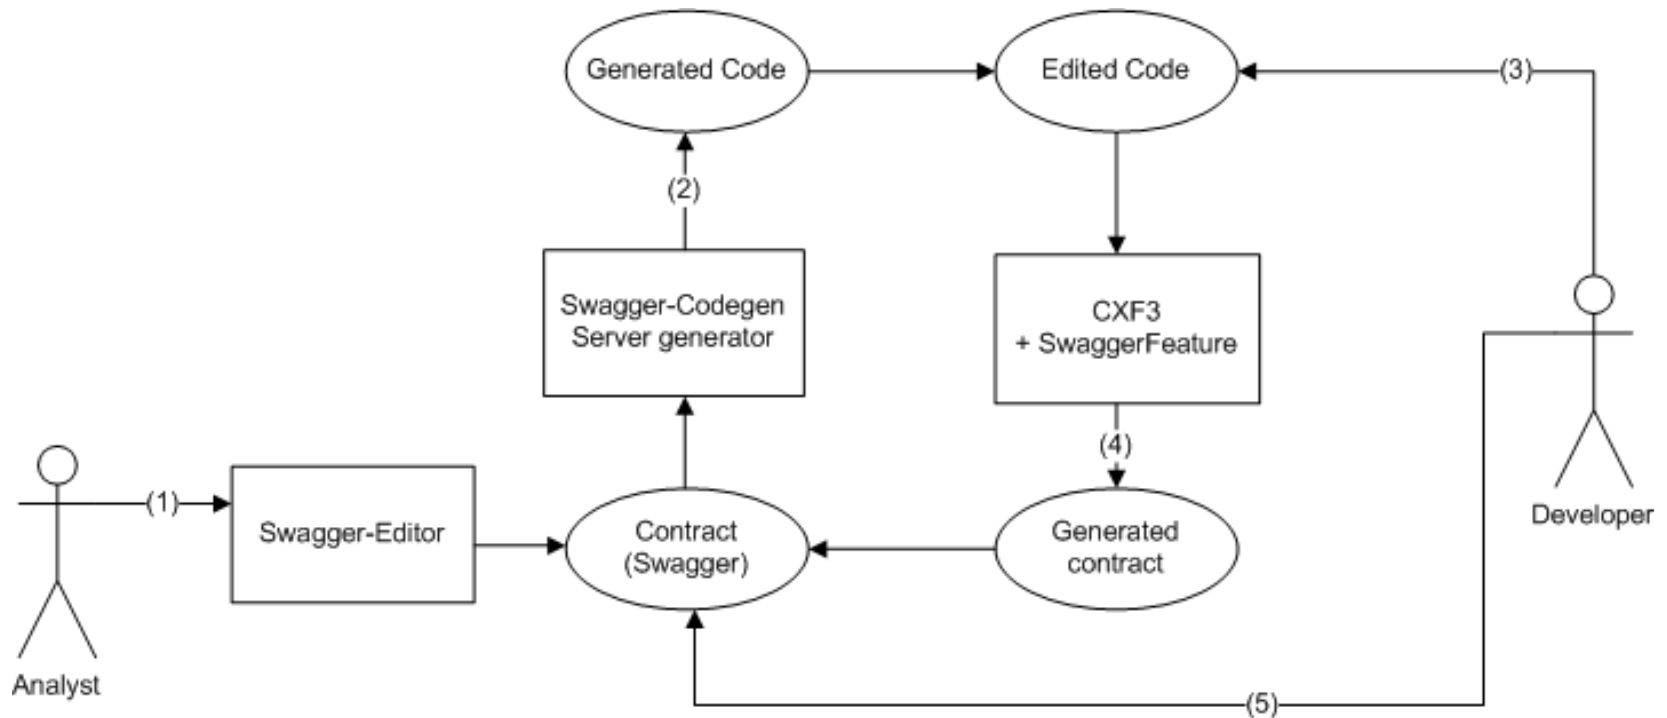 Generated Code
Edited Code
(3)
(2)
Swagger-Codegen
Server generator
CXF3
+ SwaggerFeature
(4)
(1)
Swagger-Editor
Contract
(Swagger)
Generated
contract
Developer
Analyst
(5)